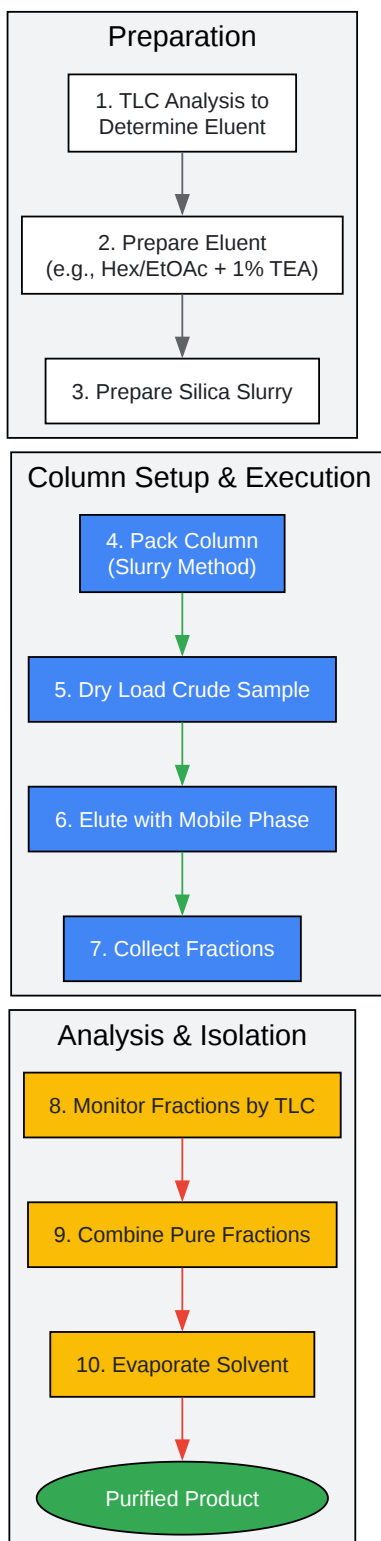 Preparation
1. TLC Analysis to
Determine Eluent
2. Prepare Eluent
(e.g., Hex/EtOAc + 1% TEA)
3. Prepare Silica Slurry
Column Setup & Execution
4. Pack Column
(Slurry Method)
5. Dry Load Crude Sample
6. Elute with Mobile Phase
7. Collect Fractions
Analysis & Isolation
8. Monitor Fractions by TLC
9. Combine Pure Fractions
10. Evaporate Solvent
Purified Product